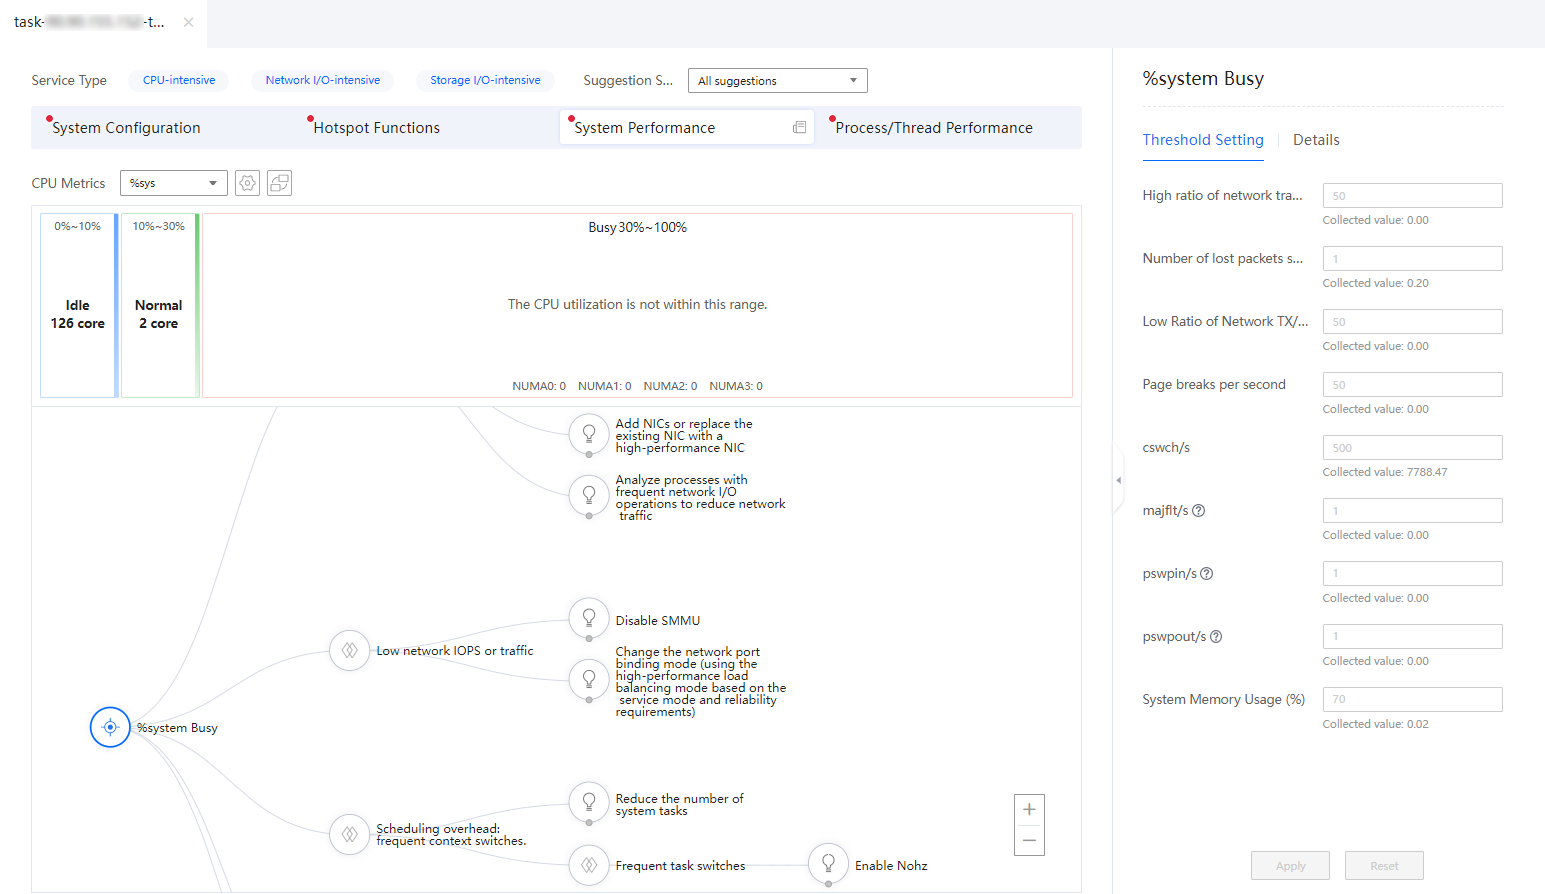 task-
-t...
Service Type
CPU-intensive
Network I/O-intensive
Storage I/O-intensive
Suggestion S...
All suggestions
System Configuration
Hotspot Functions
System Performance
Process/Thread Performance
CPU Metrics
%sys
0%~10%
Idle
126 core
10%~30%
Normal
2 core
Busy 30%~100%
The CPU utilization is not within this range.
NUMA0: 0 NUMA1: 0 NUMA2: 0 NUMA3: 0
Add NICs or replace the
existing NIC with a
high-performance NIC
Analyze processes with
frequent network I/O
operations to reduce network
traffic
Low network IOPS or traffic
Disable SMMU
Change the network port
binding mode (using the
high-performance load
balancing mode based on the
service mode and reliability
requirements)
%system Busy
Scheduling overhead:
frequent context switches.
Reduce the number of
system tasks
Frequent task switches
Enable Nohz
%system Busy
Threshold Setting
Details
High ratio of network tra...
50
Collected value: 0.00
Number of lost packets s...
1
Collected value: 0.20
Low Ratio of Network TX/...
50
Collected value: 0.00
Page breaks per second
50
Collected value: 0.00
cswch/s
500
Collected value: 7788.47
majflt/s
1
Collected value: 0.00
pswpin/s
1
Collected value: 0.00
pswpout/s
1
Collected value: 0.00
System Memory Usage (%)
70
Collected value: 0.02
Apply
Reset